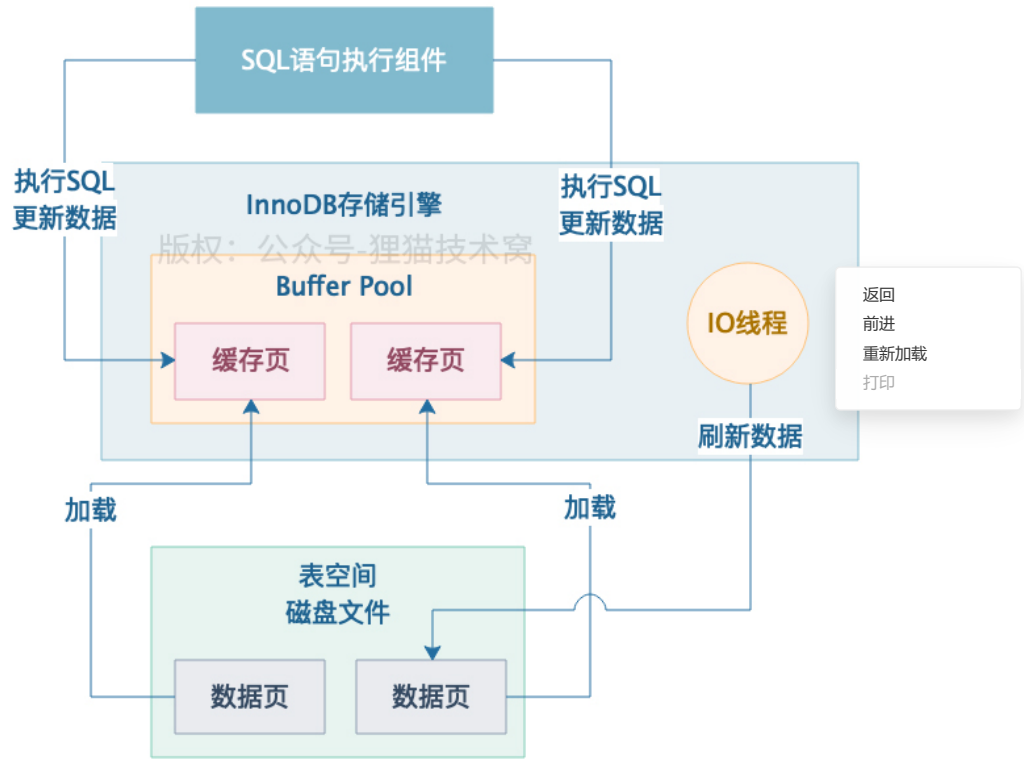 SQL语句执行组件
执行SQL
更新数据
执行SQL
更新数据
InnoDB存储引擎
版权：公众号-狸猫技术窝
Buffer Pool
缓存页
缓存页
IO线程
返回
前进
重新加载
打印
刷新数据
加载
加载
表空间
磁盘文件
数据页
数据页